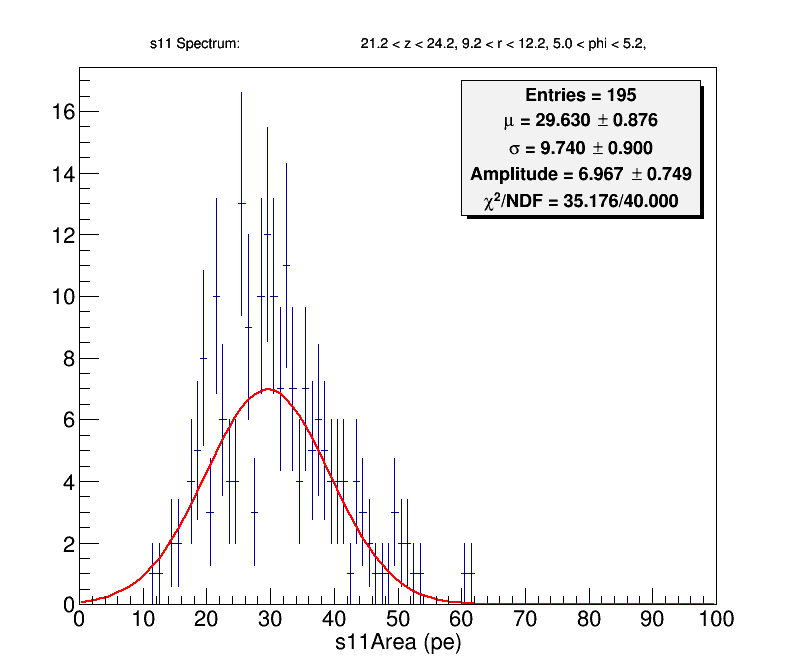 s11 Spectrum: 21.2 < z < 24.2, 9.2 < r < 12.2, 5.0 < phi < 5.2,
Entries = 195
μ = 29.630 ± 0.876
σ = 9.740 ± 0.900
Amplitude = 6.967 ± 0.749
χ²/NDF = 35.176/40.000
16
14
12
10
8
6
4
2
0
0 10 20 30 40 50 60 70 80 90 100
s11Area (pe)